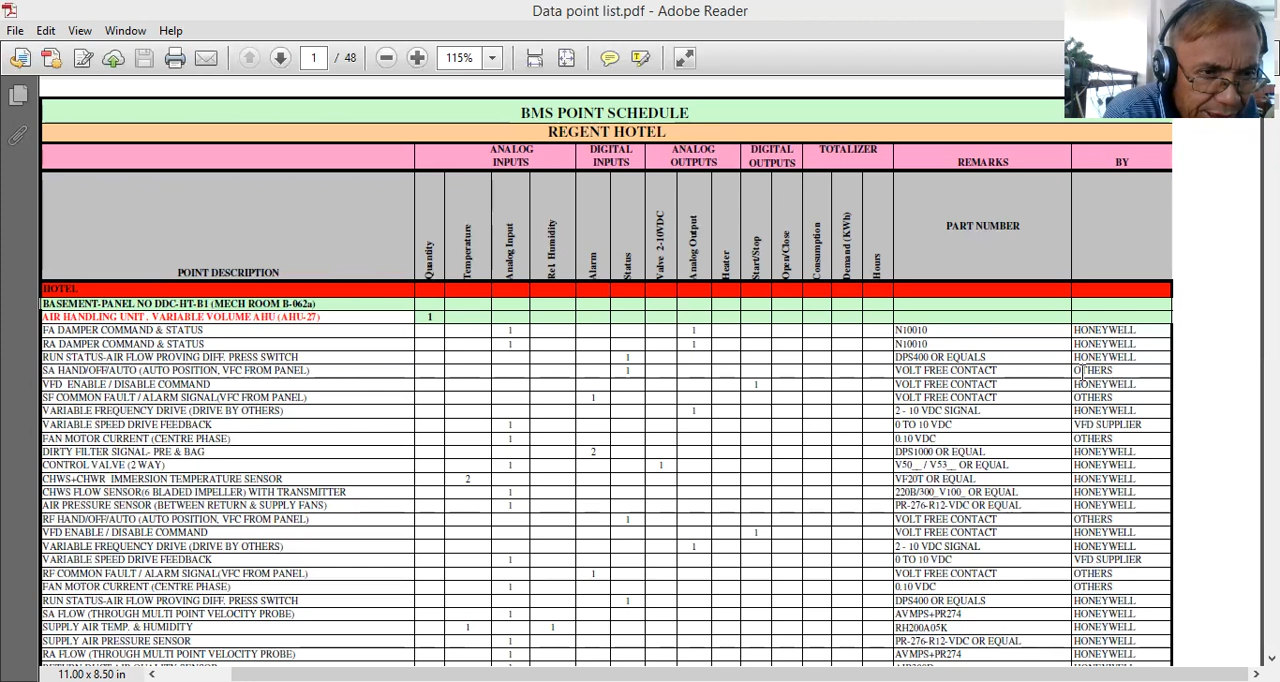 Data point list.pdf - Adobe Reader
File Edit View Window Help
1 / 48 115%
BMS POINT SCHEDULE
REGENT HOTEL
ANALOG INPUTS DIGITAL INPUTS ANALOG OUTPUTS DIGITAL OUTPUTS TOTALIZER REMARKS BY
POINT DESCRIPTION Quantity Temperature Analog Input Rel. Humidity Alarm Status Valve 2-10VDC Analog Output Heater Start/Stop Open/Close Consumption Demand (KWh) Hours PART NUMBER
HOTEL
BASEMENT-PANEL NO DDC-HT-B1 (MECH ROOM B-062a)
AIR HANDLING UNIT . VARIABLE VOLUME AHU (AHU-27) 1
FA DAMPER COMMAND & STATUS 1 1 N10010 HONEYWELL
RA DAMPER COMMAND & STATUS 1 1 N10010 HONEYWELL
RUN STATUS-AIR FLOW PROVING DIFF. PRESS SWITCH 1 DPS400 OR EQUALS HONEYWELL
SA HAND/OFF/AUTO (AUTO POSITION, VFC FROM PANEL) 1 VOLT FREE CONTACT OTHERS
VFD ENABLE / DISABLE COMMAND 1 VOLT FREE CONTACT HONEYWELL
SF COMMON FAULT / ALARM SIGNAL(VFC FROM PANEL) 1 VOLT FREE CONTACT OTHERS
VARIABLE FREQUENCY DRIVE (DRIVE BY OTHERS) 1 2 - 10 VDC SIGNAL HONEYWELL
VARIABLE SPEED DRIVE FEEDBACK 1 0 TO 10 VDC VFD SUPPLIER
FAN MOTOR CURRENT (CENTRE PHASE) 1 0.10 VDC OTHERS
DIRTY FILTER SIGNAL- PRE & BAG 2 DPS1000 OR EQUAL HONEYWELL
CONTROL VALVE (2 WAY) 1 1 V50__ / V53__ OR EQUAL HONEYWELL
CHWS+CHWR IMMERSION TEMPERATURE SENSOR 2 VF20T OR EQUAL HONEYWELL
CHWS FLOW SENSOR(6 BLADED IMPELLER) WITH TRANSMITTER 1 220B/300_V100_ OR EQUAL HONEYWELL
AIR PRESSURE SENSOR (BETWEEN RETURN & SUPPLY FANS) 1 PR-276-R12-VDC OR EQUAL HONEYWELL
RF HAND/OFF/AUTO (AUTO POSITION, VFC FROM PANEL) 1 VOLT FREE CONTACT OTHERS
VFD ENABLE / DISABLE COMMAND 1 VOLT FREE CONTACT HONEYWELL
VARIABLE FREQUENCY DRIVE (DRIVE BY OTHERS) 1 2 - 10 VDC SIGNAL HONEYWELL
VARIABLE SPEED DRIVE FEEDBACK 1 0 TO 10 VDC VFD SUPPLIER
RF COMMON FAULT / ALARM SIGNAL(VFC FROM PANEL) 1 VOLT FREE CONTACT OTHERS
FAN MOTOR CURRENT (CENTRE PHASE) 1 0.10 VDC OTHERS
RUN STATUS-AIR FLOW PROVING DIFF. PRESS SWITCH 1 DPS400 OR EQUALS HONEYWELL
SA FLOW (THROUGH MULTI POINT VELOCITY PROBE) 1 AVMPS+PR274 HONEYWELL
SUPPLY AIR TEMP. & HUMIDITY 1 1 RH200A05K HONEYWELL
SUPPLY AIR PRESSURE SENSOR 1 PR-276-R12-VDC OR EQUAL HONEYWELL
RA FLOW (THROUGH MULTI POINT VELOCITY PROBE) 1 AVMPS+PR274 HONEYWELL
11.00 x 8.50 in